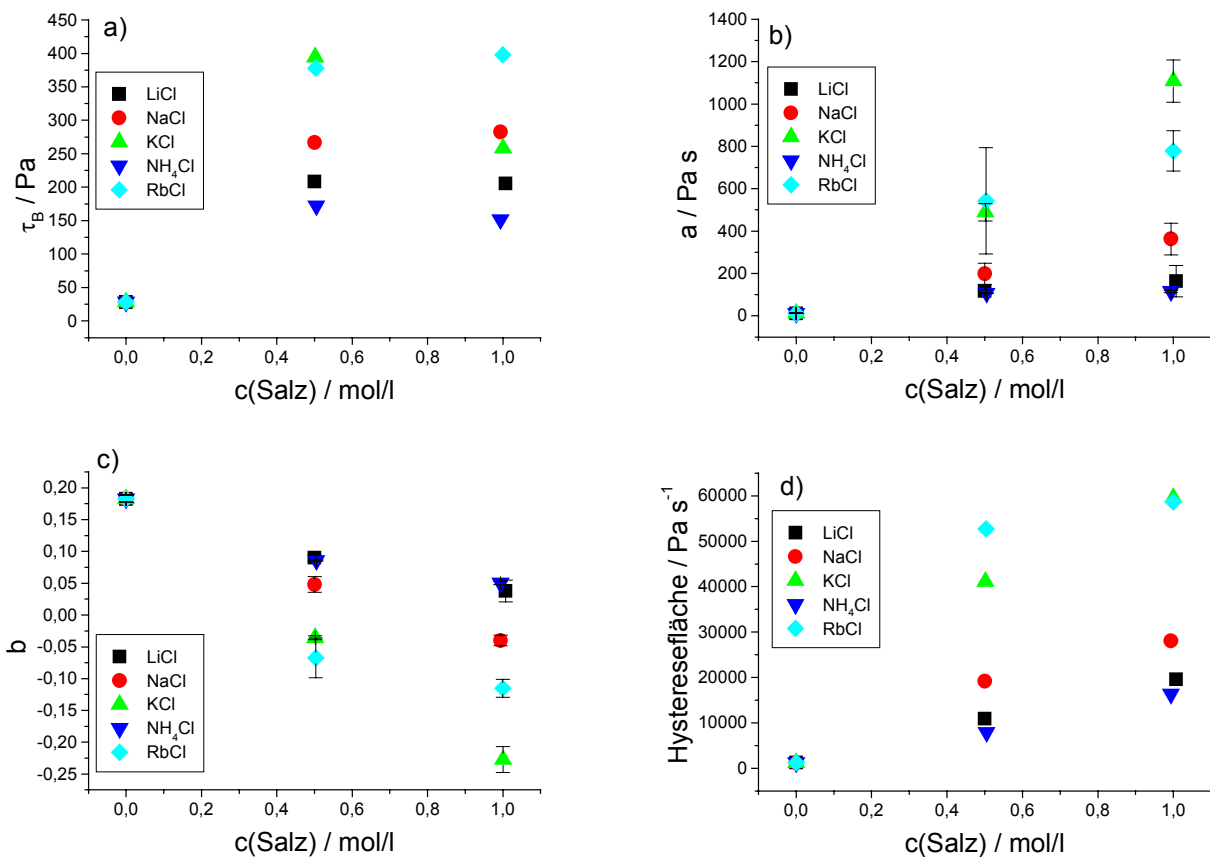 a)
450
400
350
300
250
200
150
100
50
0
τB / Pa
LiCl
NaCl
KCl
NH4Cl
RbCl
0,0 0,2 0,4 0,6 0,8 1,0
c(Salz) / mol/l
b)
1400
1200
1000
800
600
400
200
0
a / Pa s
LiCl
NaCl
KCl
NH4Cl
RbCl
0,0 0,2 0,4 0,6 0,8 1,0
c(Salz) / mol/l
c)
0,20
0,15
0,10
0,05
0,00
-0,05
-0,10
-0,15
-0,20
-0,25
b
LiCl
NaCl
KCl
NH4Cl
RbCl
0,0 0,2 0,4 0,6 0,8 1,0
c(Salz) / mol/l
d)
60000
50000
40000
30000
20000
10000
0
Hysteresefläche / Pa s-1
LiCl
NaCl
KCl
NH4Cl
RbCl
0,0 0,2 0,4 0,6 0,8 1,0
c(Salz) / mol/l